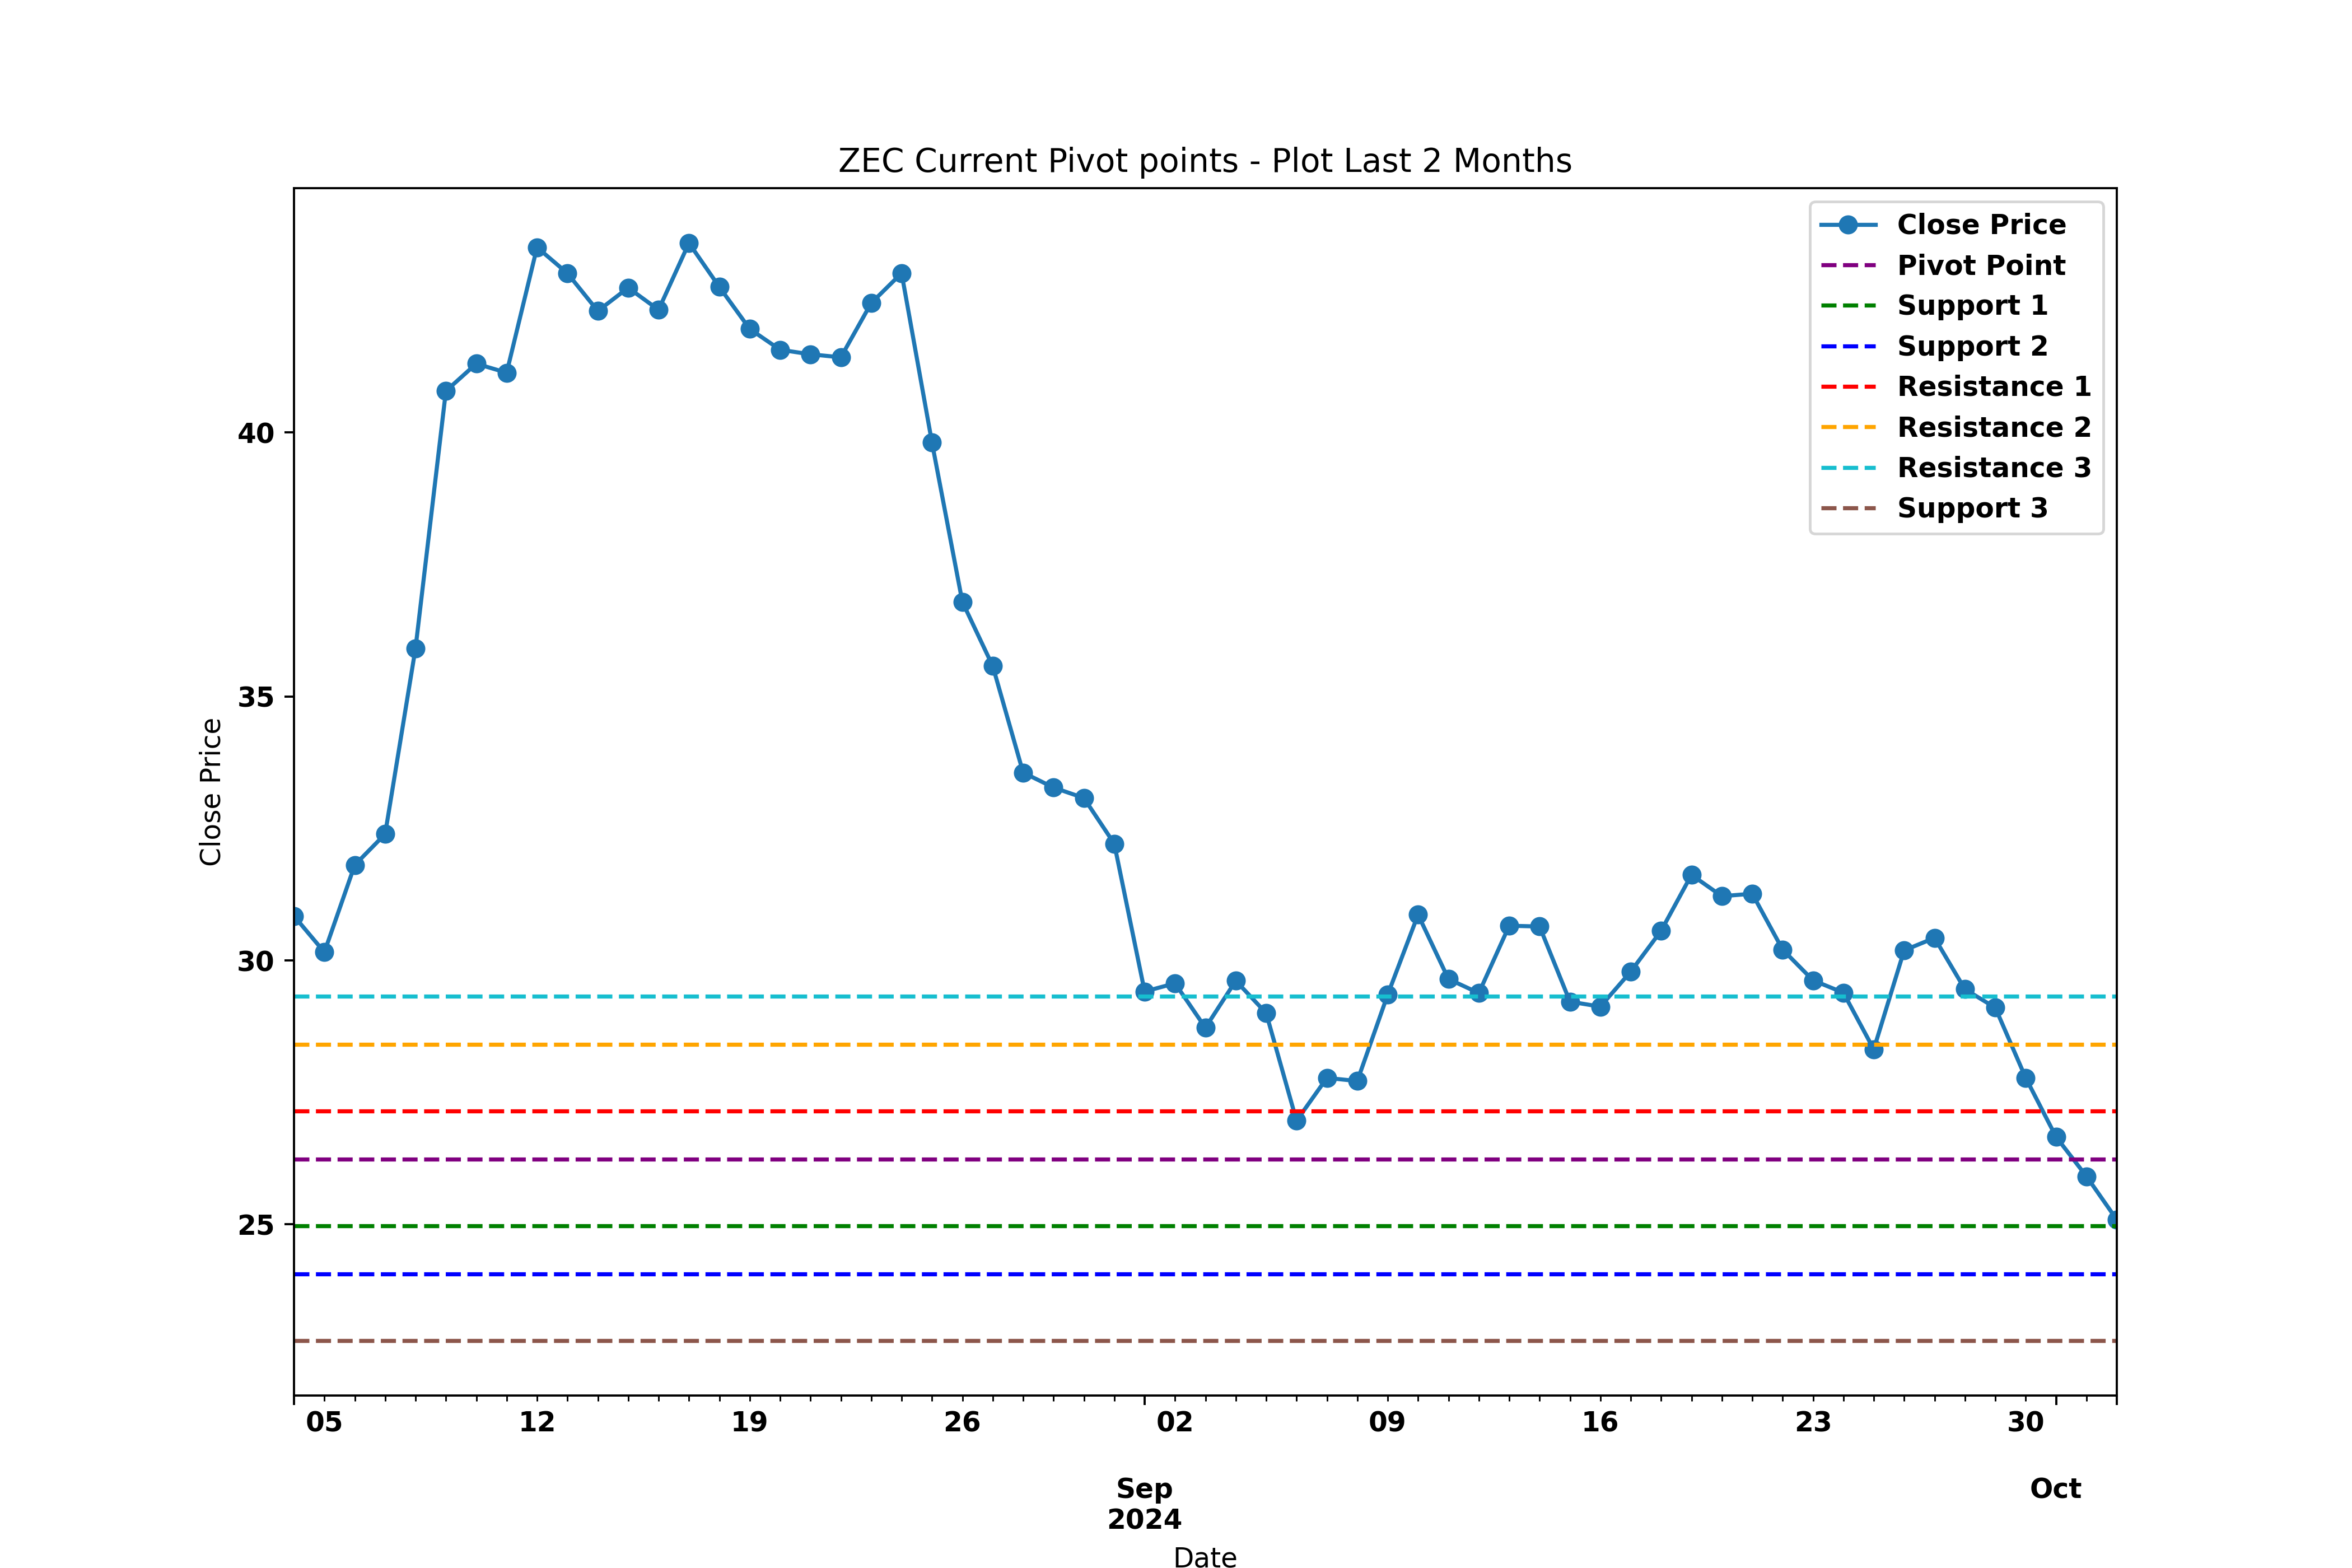 ZEC Current Pivot points - Plot Last 2 Months
Close Price
Pivot Point
Support 1
Support 2
Resistance 1
Resistance 2
Resistance 3
Support 3
40
35
30
25
Close Price
05 12 19 26 02 09 16 23 30
Sep Oct
2024
Date